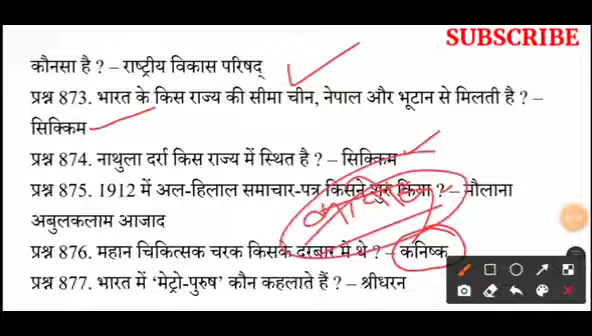 SUBSCRIBE
कौनसा है ? – राष्ट्रीय विकास परिषद्
प्रश्न 873. भारत के किस राज्य की सीमा चीन, नेपाल और भूटान से मिलती है ? –
सिक्किम
प्रश्न 874. नाथुला दर्रा किस राज्य में स्थित है ? – सिक्किम
प्रश्न 875. 1912 में अल-हिलाल समाचार-पत्र किसने शुरु किया ? – मौलाना
अबुलकलाम आजाद
प्रश्न 876. महान चिकित्सक चरक किसके दरबार में थे ? – कनिष्क
प्रश्न 877. भारत में ‘मेट्रो-पुरुष’ कौन कहलाते हैं ? – श्रीधरन